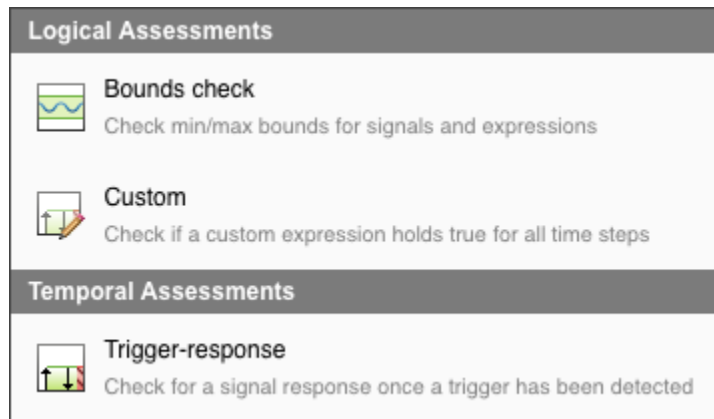 Logical Assessments
Bounds check
Check min/max bounds for signals and expressions
Custom
Check if a custom expression holds true for all time steps
Temporal Assessments
Trigger-response
Check for a signal response once a trigger has been detected